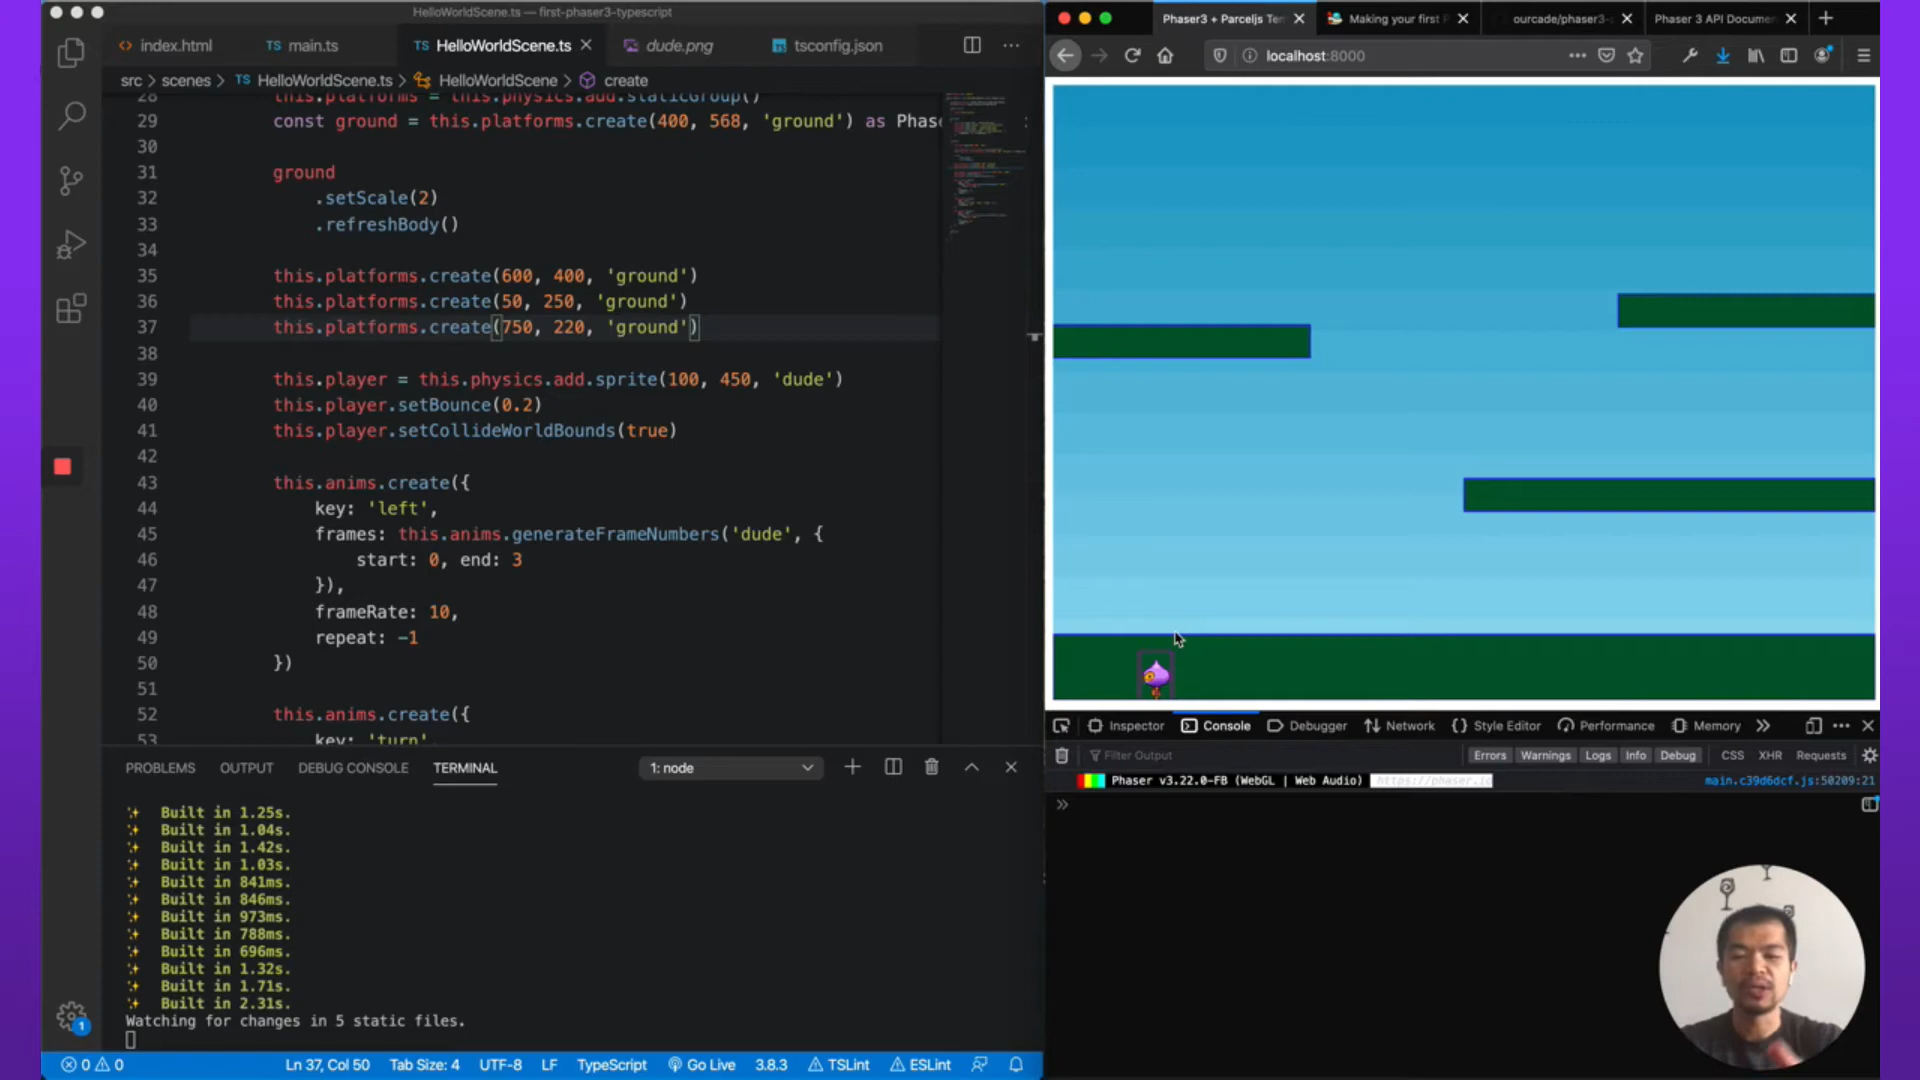 HelloWorldScene.ts — first-phaser3-typescript
index.html
TS main.ts
TS HelloWorldScene.ts
dude.png
tsconfig.json
src > scenes > TS HelloWorldScene.ts > HelloWorldScene > create
28 this.platforms = this.physics.add.staticGroup()
29 const ground = this.platforms.create(400, 568, 'ground') as Phase
30
31 ground
32 .setScale(2)
33 .refreshBody()
34
35 this.platforms.create(600, 400, 'ground')
36 this.platforms.create(50, 250, 'ground')
37 this.platforms.create(750, 220, 'ground')
38
39 this.player = this.physics.add.sprite(100, 450, 'dude')
40 this.player.setBounce(0.2)
41 this.player.setCollideWorldBounds(true)
42
43 this.anims.create({
44 key: 'left',
45 frames: this.anims.generateFrameNumbers('dude', {
46 start: 0, end: 3
47 }),
48 frameRate: 10,
49 repeat: -1
50 })
51
52 this.anims.create({
53 key: 'turn',
PROBLEMS
OUTPUT
DEBUG CONSOLE
TERMINAL
1: node
Built in 1.25s.
Built in 1.04s.
Built in 1.42s.
Built in 1.03s.
Built in 841ms.
Built in 846ms.
Built in 973ms.
Built in 788ms.
Built in 696ms.
Built in 1.32s.
Built in 1.71s.
Built in 2.31s.
Watching for changes in 5 static files.
1
0 0
Ln 37, Col 50
Tab Size: 4
UTF-8
LF
TypeScript
Go Live
3.8.3
TSLint
ESLint
Phaser3 + Parceljs Tem
Making your first P
ourcade/phaser3-
Phaser 3 API Docume
localhost:8000
Inspector
Console
Debugger
Network
Style Editor
Performance
Memory
Filter Output
Errors
Warnings
Logs
Info
Debug
CSS
XHR
Requests
Phaser v3.22.0-FB (WebGL | Web Audio) https://phaser.io
main.c39d6dcf.js:50209:21